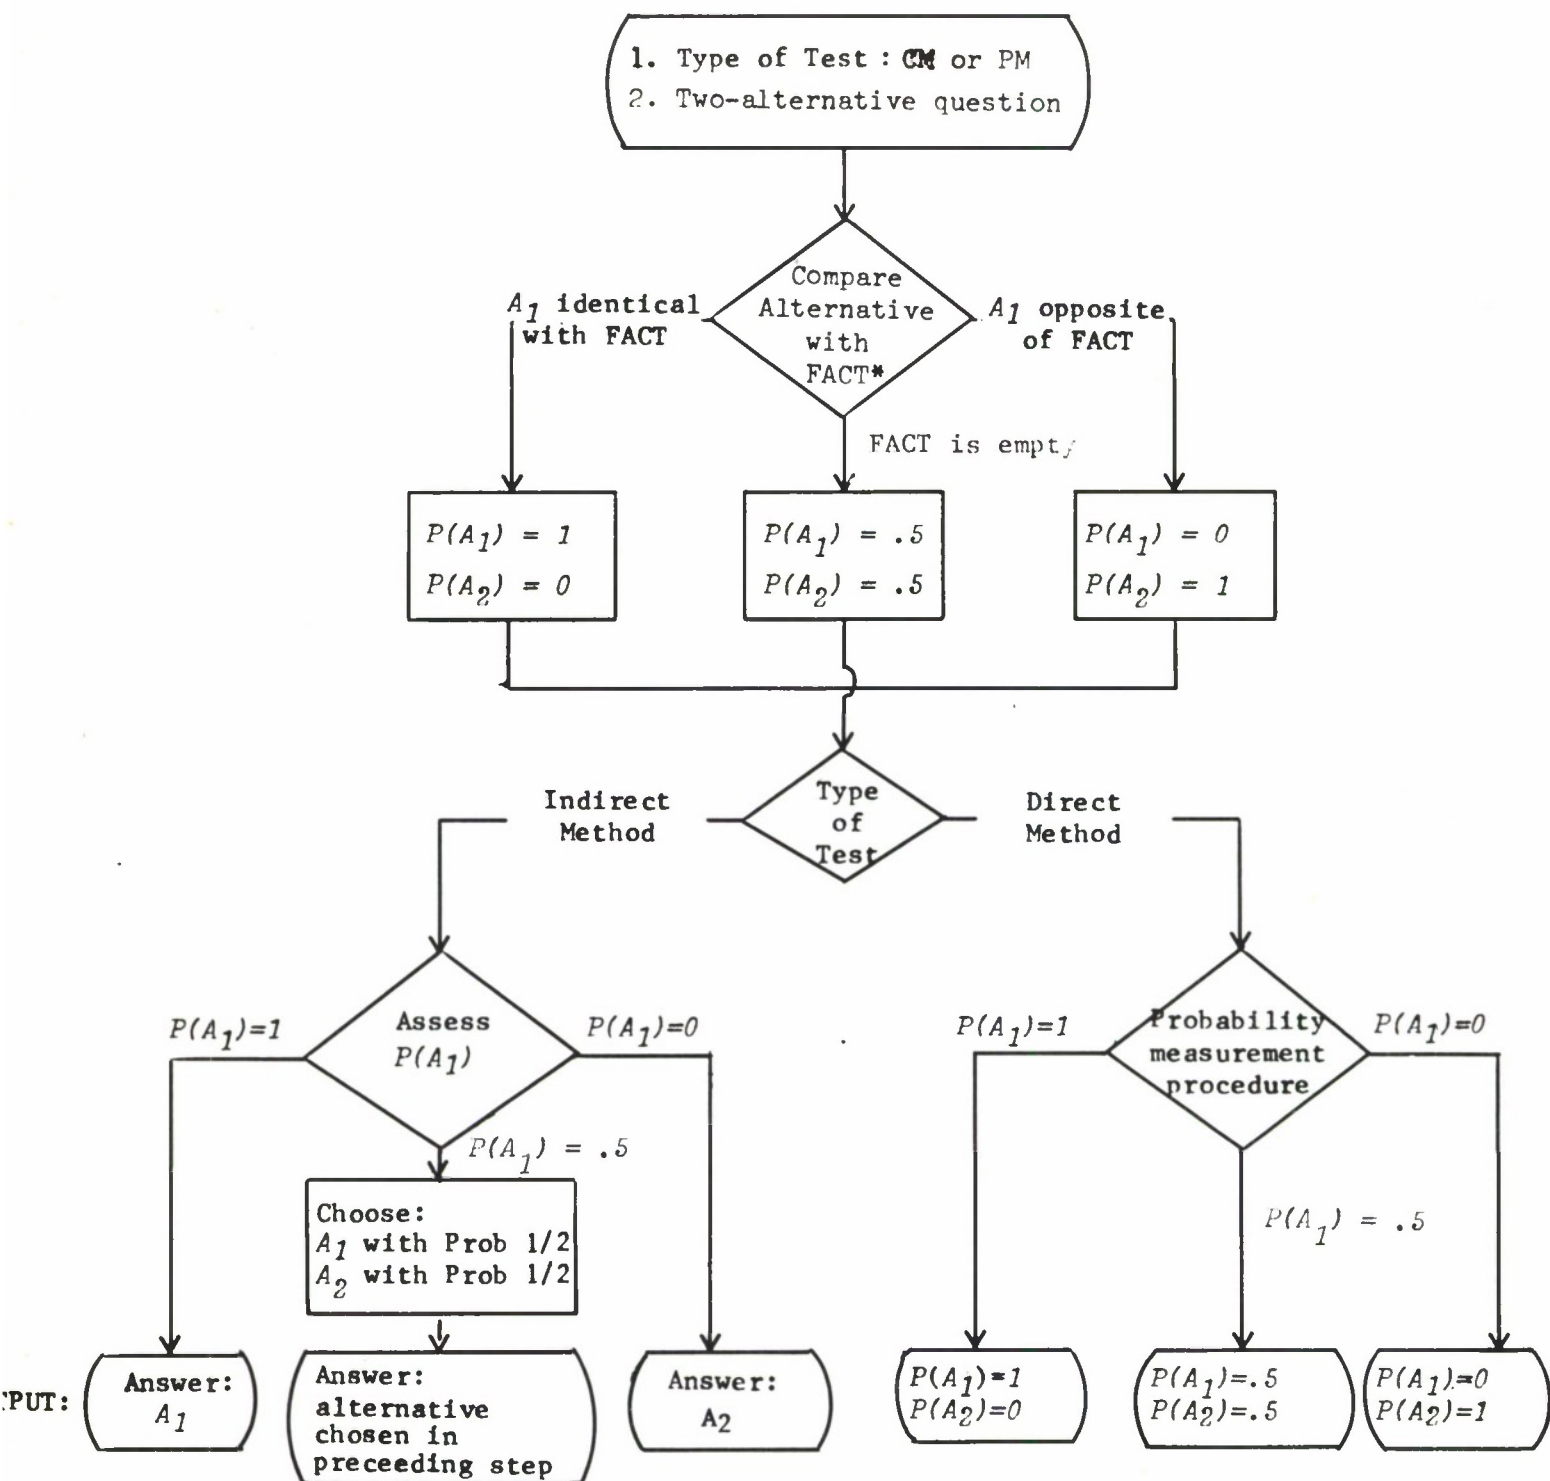 1. Type of Test : CM or PM
2. Two-alternative question
Compare
Alternative
with
FACT*
A1 identical
with FACT
A1 opposite
of FACT
FACT is empty
P(A1) = 1
P(A2) = 0
P(A1) = .5
P(A2) = .5
P(A1) = 0
P(A2) = 1
Indirect
Method
Type
of
Test
Direct
Method
P(A1)=1
Assess
P(A1)
P(A1)=0
P(A1) = .5
P(A1)=1
Probability
measurement
procedure
P(A1)=0
P(A1) = .5
Choose:
A1 with Prob 1/2
A2 with Prob 1/2
PUT:
Answer:
A1
Answer:
alternative
chosen in
preceeding step
Answer:
A2
P(A1)=1
P(A2)=0
P(A1)=.5
P(A2)=.5
P(A1)=0
P(A2)=1